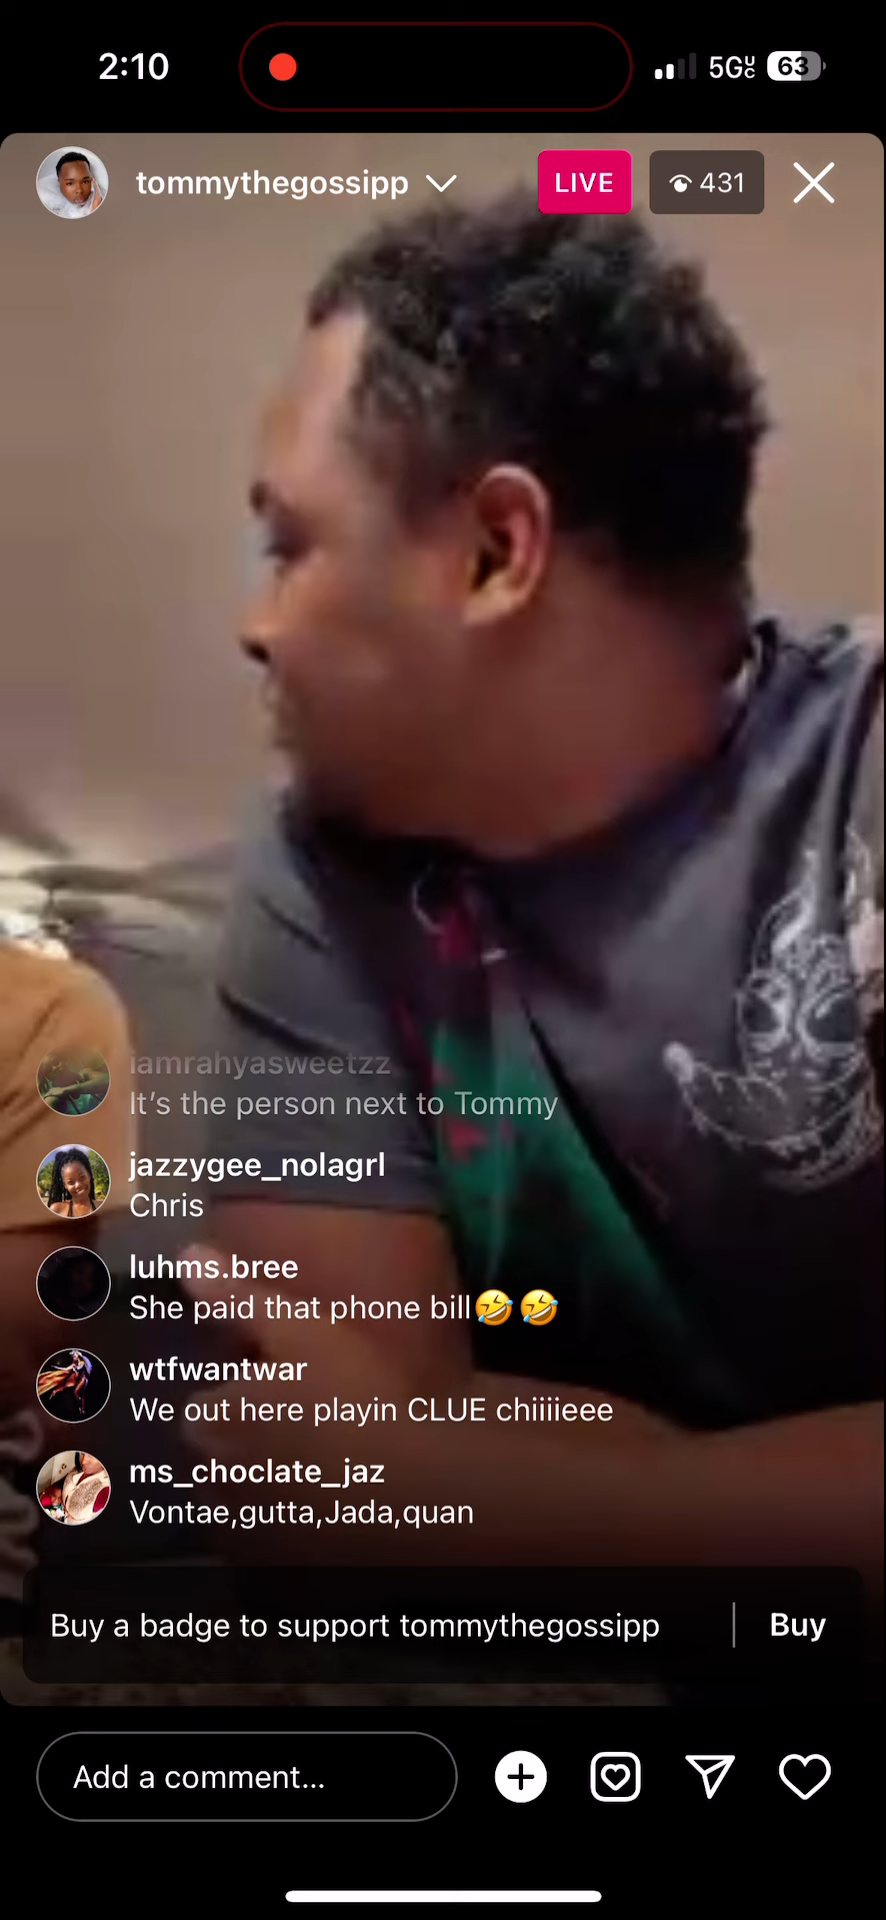 2:10
5GUC
63
tommythegossipp
LIVE
431
iamrahyasweetzz
It’s the person next to Tommy
jazzygee_nolagrl
Chris
luhms.bree
She paid that phone bill🤣🤣
wtfwantwar
We out here playin CLUE chiiiieee
ms_choclate_jaz
Vontae,gutta,Jada,quan
Buy a badge to support tommythegossipp
Buy
Add a comment...